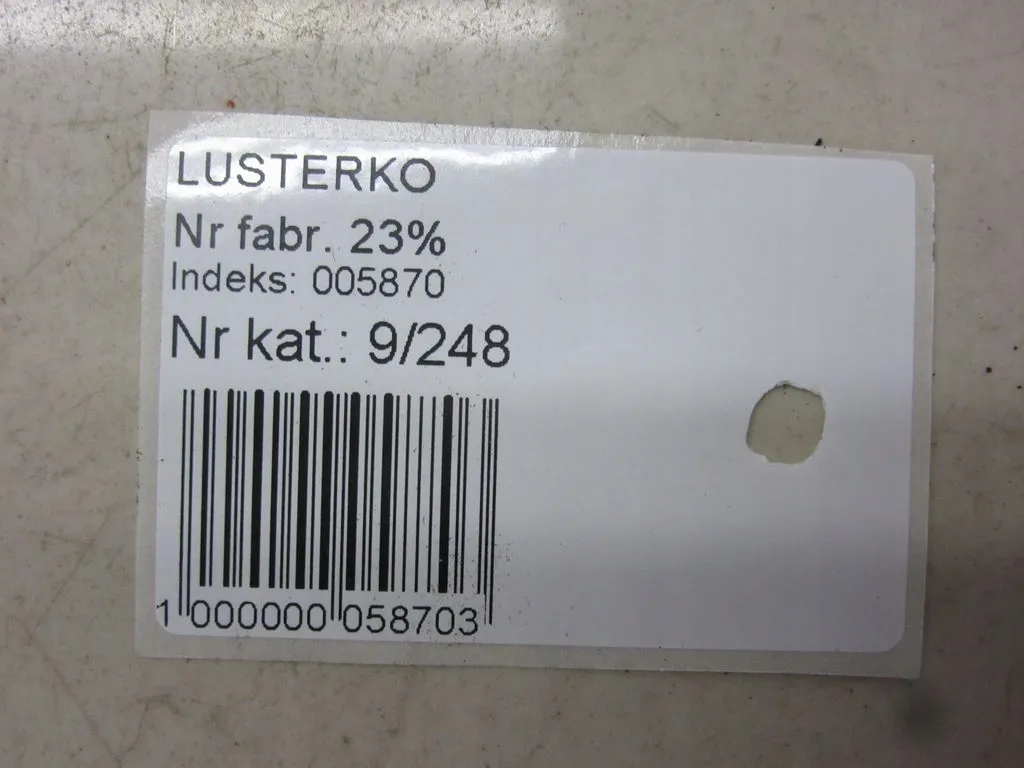 LUSTERKO
Nr fabr. 23%
Indeks: 005870
Nr kat.: 9/248
1 000000 058703